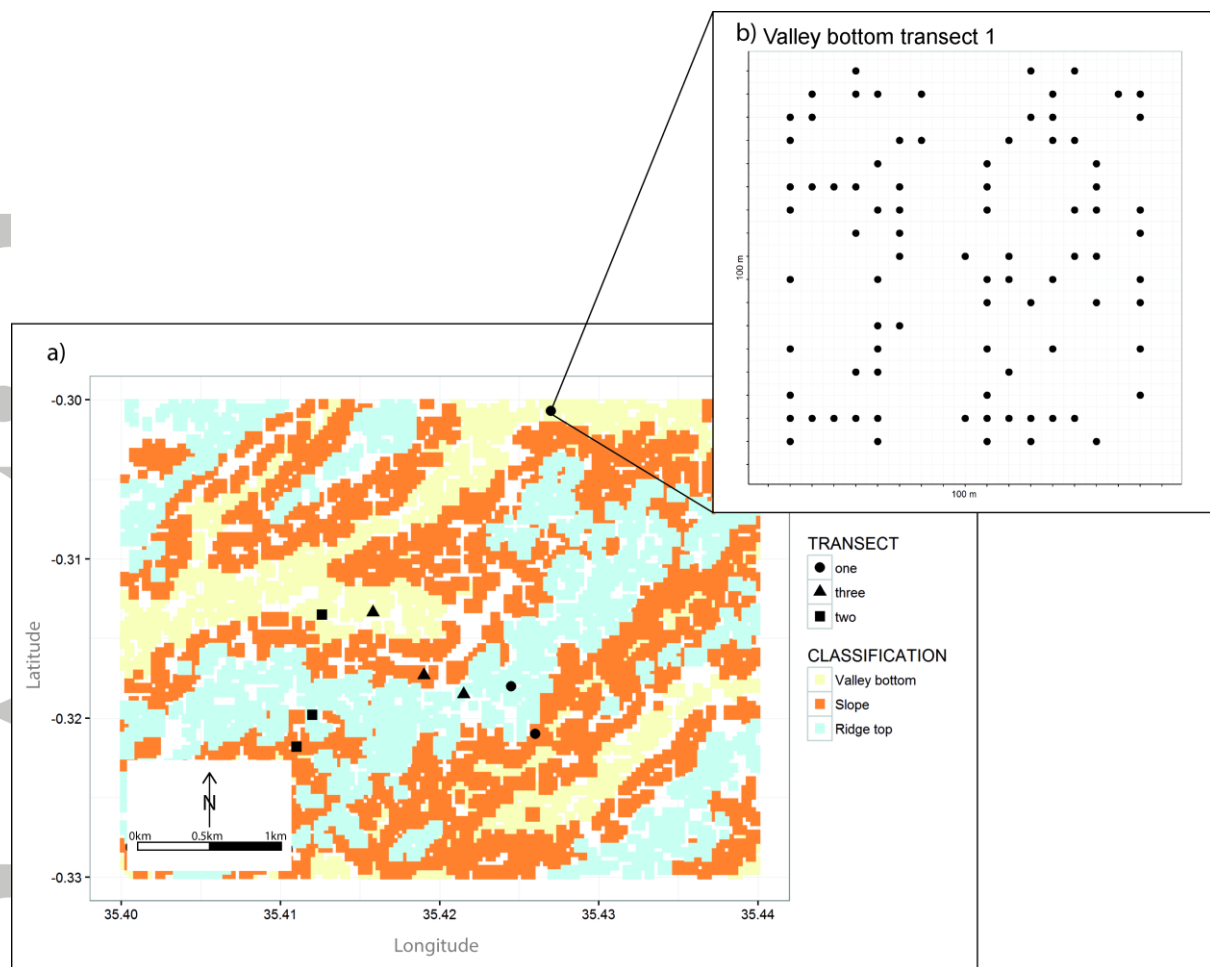 b) Valley bottom transect 1
100 m
100 m
a)
-0.30
-0.31
-0.32
-0.33
Latitude
35.40
35.41
35.42
35.43
35.44
Longitude
N
0km
0.5km
1km
TRANSECT
one
three
two
CLASSIFICATION
Valley bottom
Slope
Ridge top